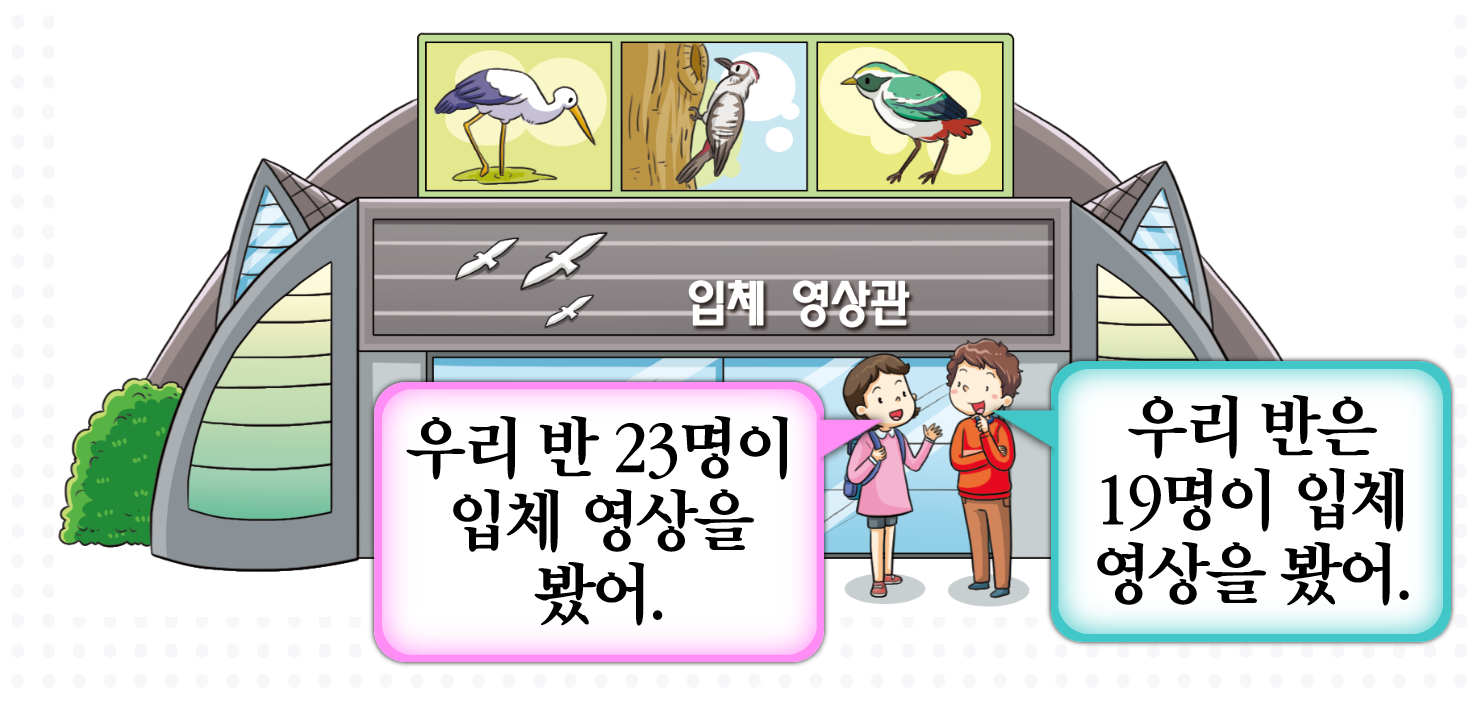 입체 영상관
우리 반 23명이
입체 영상을
봤어.
우리 반은
19명이 입체
영상을 봤어.